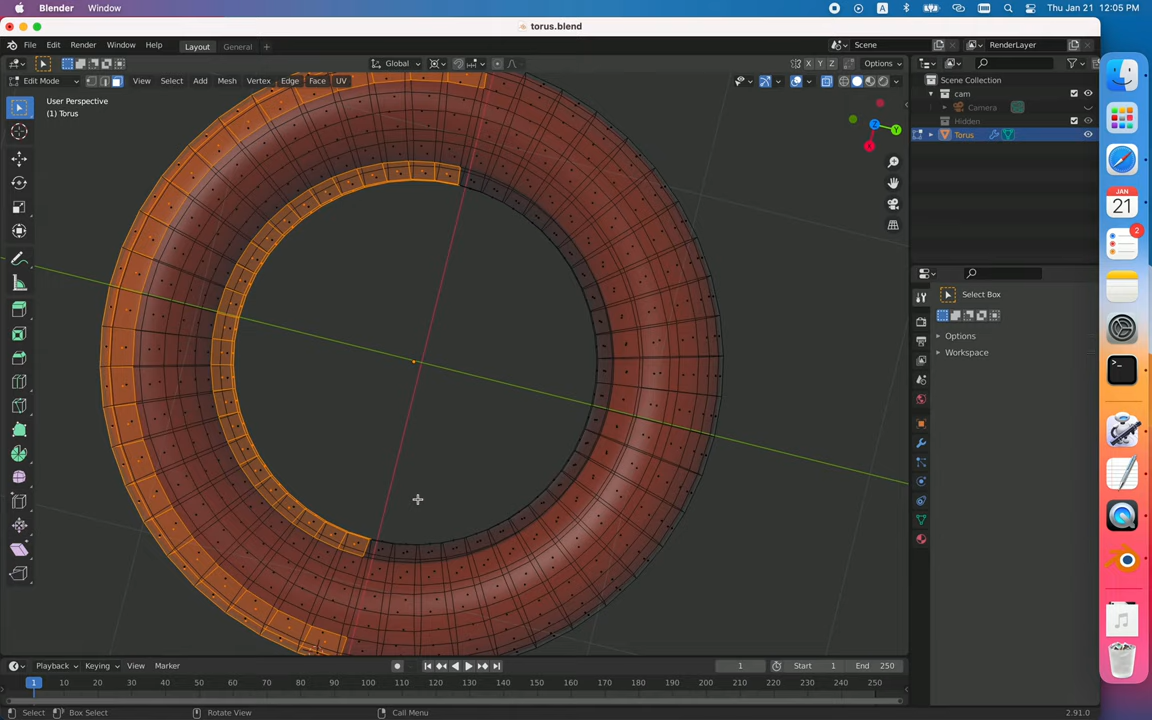 Blender Window
A
Thu Jan 21 12:05 PM
torus.blend
File Edit Render Window Help
Layout General +
Scene
RenderLayer
Global
X Y Z
Options
Edit Mode
View Select Add Mesh Vertex Edge Face UV
User Perspective
(1) Torus
Z
Y
X
Scene Collection
cam
Camera
Hidden
Torus
JAN
21
2
Select Box
Options
Workspace
Playback Keying View Marker
1
Start 1
End 250
1 10 20 30 40 50 60 70 80 90 100 110 120 130 140 150 160 170 180 190 200 210 220 230 240 250
Select
Box Select
Rotate View
Call Menu
2.91.0